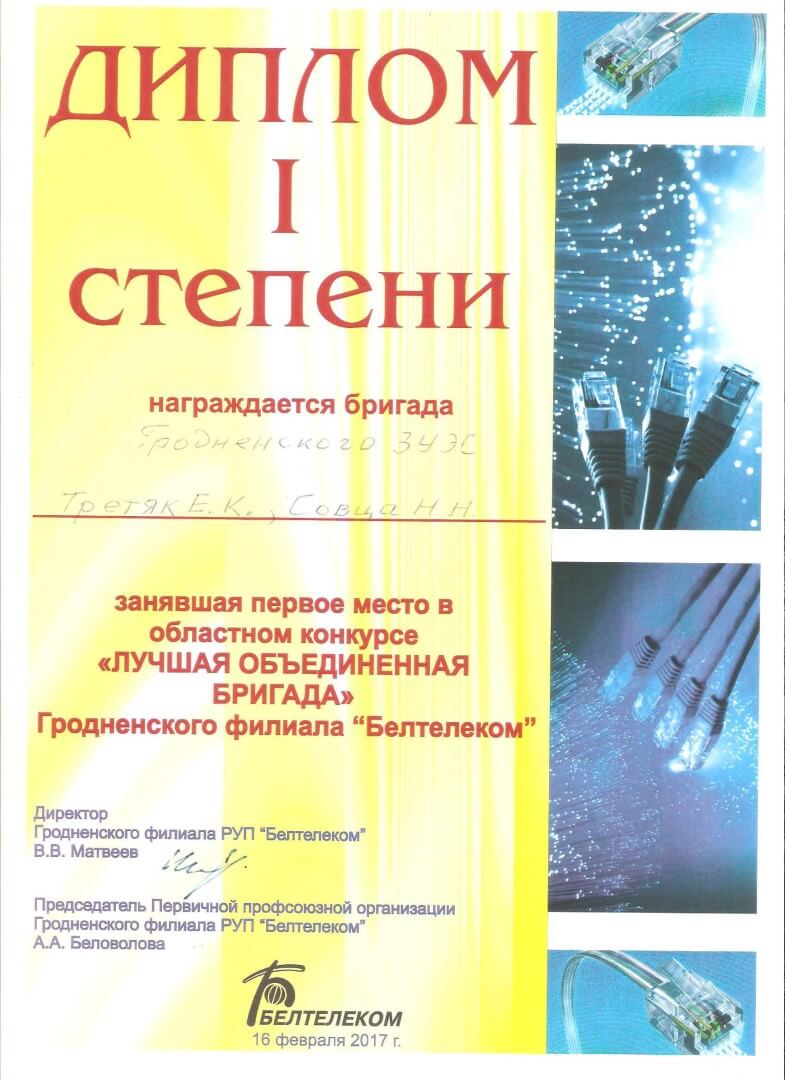 ДИПЛОМ
I
СТЕПЕНИ
награждается бригада
Гродненского ЗУЭС
Третяк Е.К., Совца Н.Н.
занявшая первое место в
областном конкурсе
«ЛУЧШАЯ ОБЪЕДИНЕННАЯ
БРИГАДА»
Гродненского филиала “Белтелеком”
Директор
Гродненского филиала РУП “Белтелеком”
В.В. Матвеев
Председатель Первичной профсоюзной организации
Гродненского филиала РУП “Белтелеком”
А.А. Беловолова
БЕЛТЕЛЕКОМ
16 февраля 2017 г.